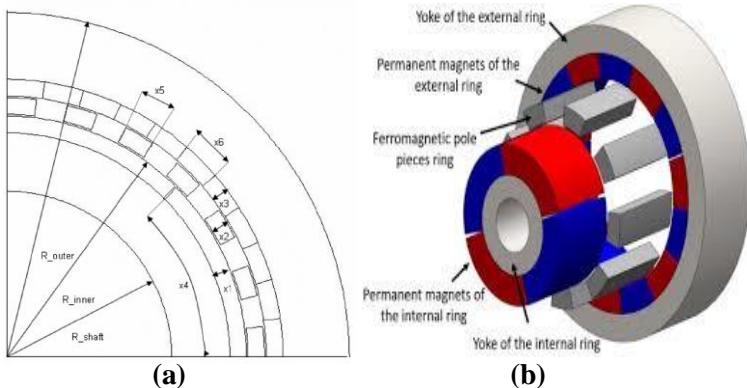 x5
x6
x3
x2
R_outer
x4
x1
R_inner
R_shaft
(a)
Yoke of the external ring
Permanent magnets of the
external ring
Ferromagnetic pole
pieces ring
Permanent magnets of
the internal ring
Yoke of the internal ring
(b)